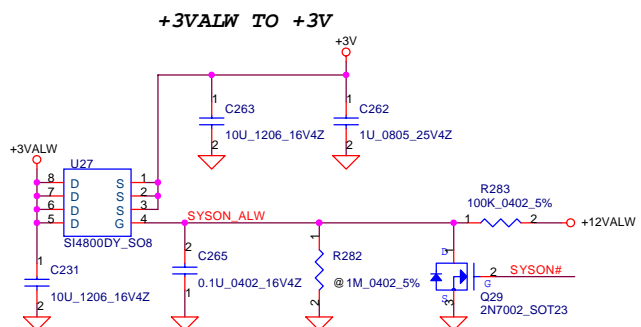 +3VALW TO +3V
+3V
1
C263
10U_1206_16V4Z
2
1
C262
1U_0805_25V4Z
2
+3VALW
U27
8 D S 1
7 D S 2
6 D S 3
5 D G 4
SI4800DY_SO8
SYSON_ALW
R283
100K_0402_5%
1 2
+12VALW
1
C231
10U_1206_16V4Z
2
2
C265
0.1U_0402_16V4Z
1
1
R282
@ 1M_0402_5%
2
D 1
2 SYSON#
G
S 3
Q29
2N7002_SOT23